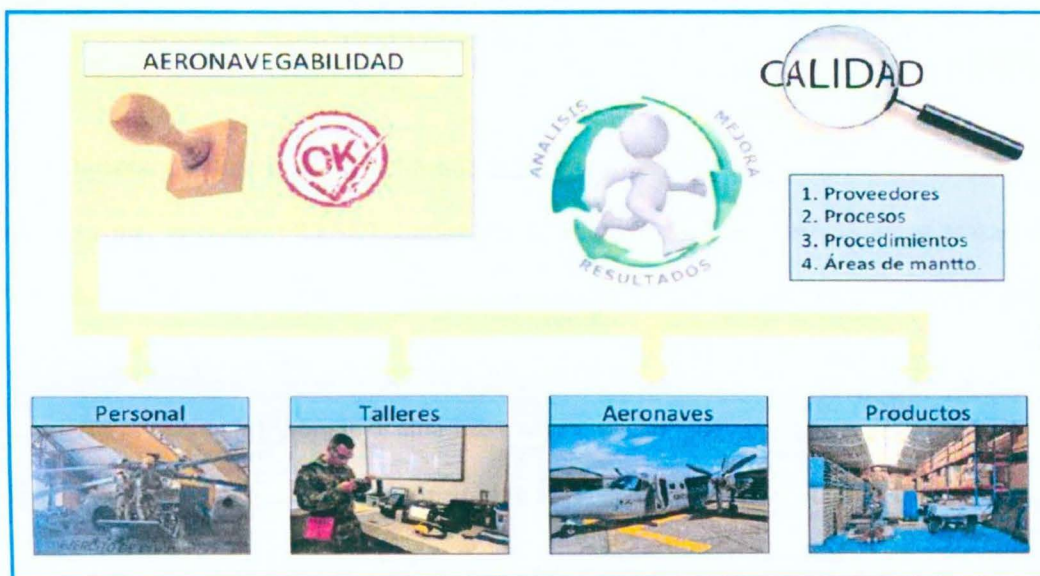 AERONAVEGABILIDAD
OK
CALIDAD
ANÁLISIS
MEJORA
RESULTADOS
1. Proveedores
2. Procesos
3. Procedimientos
4. Áreas de mantto.
Personal
Talleres
Aeronaves
Productos